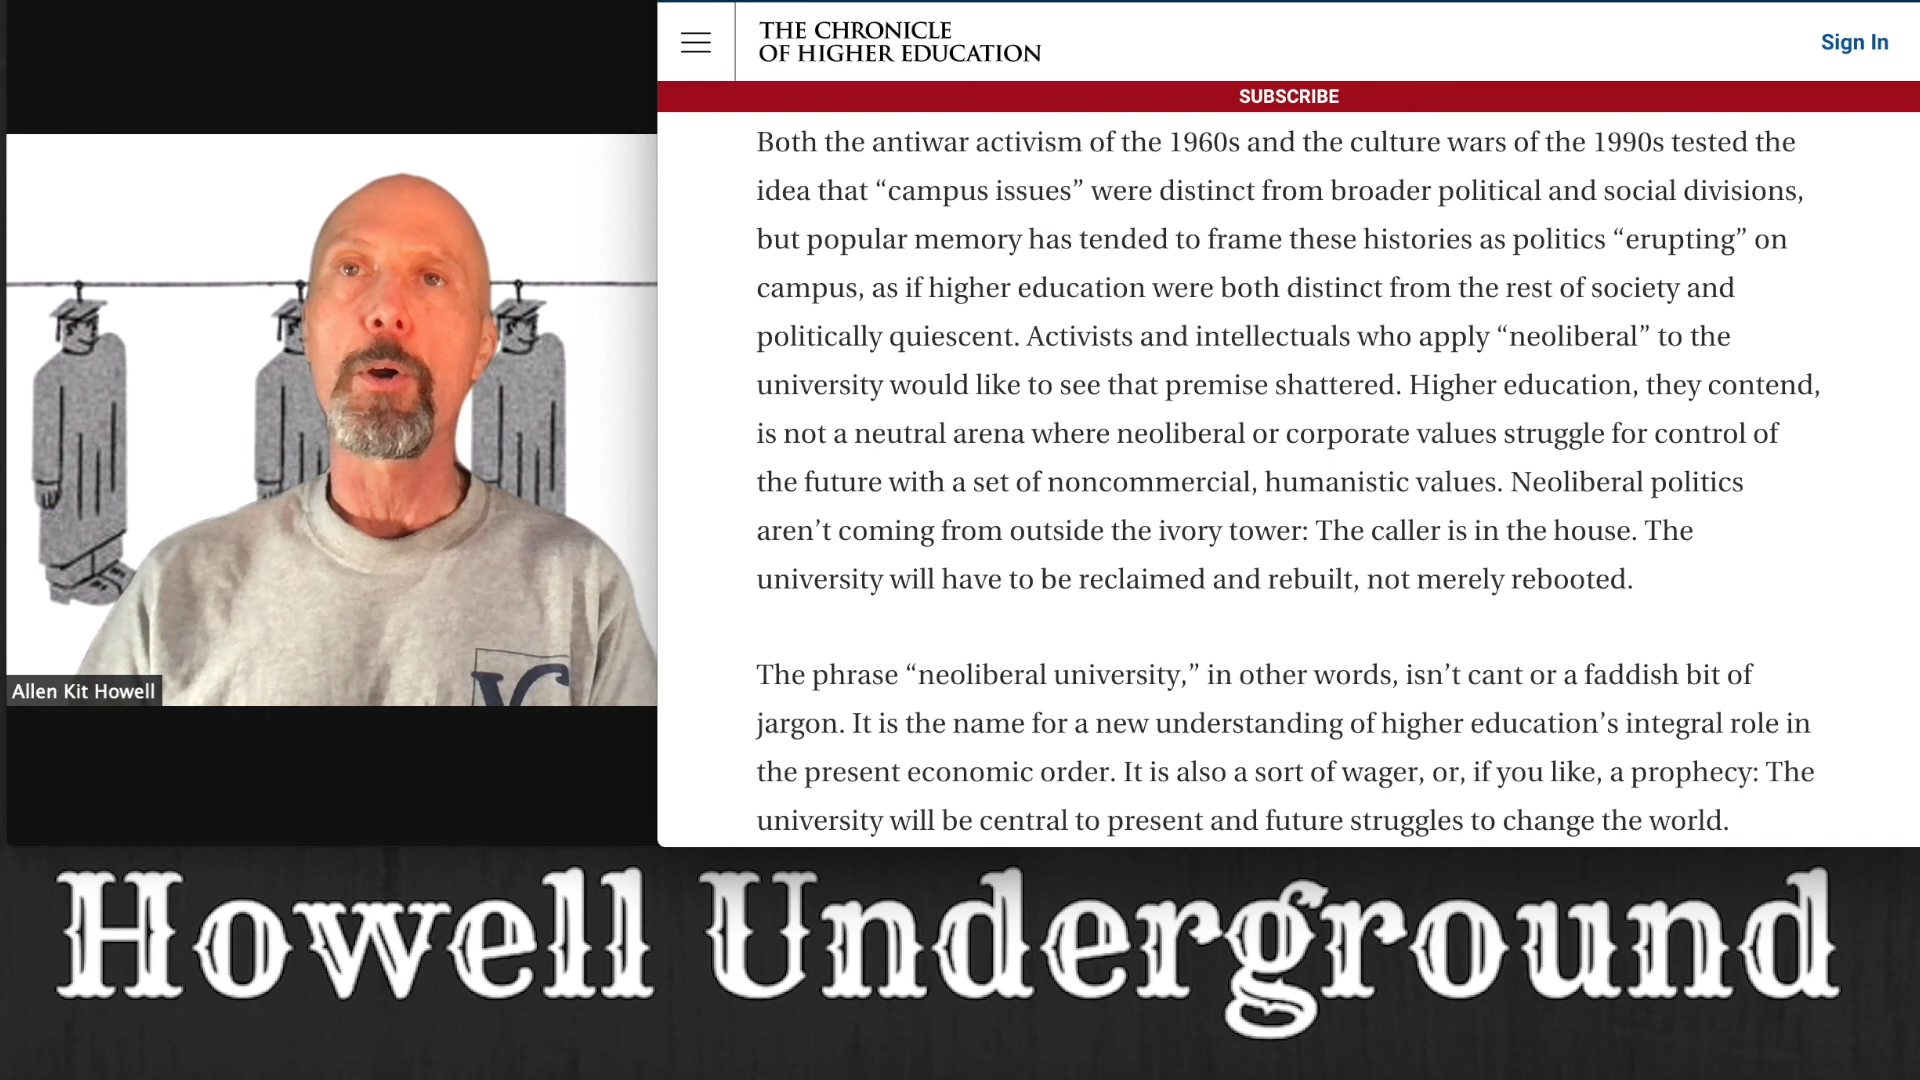 THE CHRONICLE
OF HIGHER EDUCATION
Sign In
SUBSCRIBE
Both the antiwar activism of the 1960s and the culture wars of the 1990s tested the
idea that “campus issues” were distinct from broader political and social divisions,
but popular memory has tended to frame these histories as politics “erupting” on
campus, as if higher education were both distinct from the rest of society and
politically quiescent. Activists and intellectuals who apply “neoliberal” to the
university would like to see that premise shattered. Higher education, they contend,
is not a neutral arena where neoliberal or corporate values struggle for control of
the future with a set of noncommercial, humanistic values. Neoliberal politics
aren’t coming from outside the ivory tower: The caller is in the house. The
university will have to be reclaimed and rebuilt, not merely rebooted.
The phrase “neoliberal university,” in other words, isn’t cant or a faddish bit of
jargon. It is the name for a new understanding of higher education’s integral role in
the present economic order. It is also a sort of wager, or, if you like, a prophecy: The
university will be central to present and future struggles to change the world.
Allen Kit Howell
Howell Underground